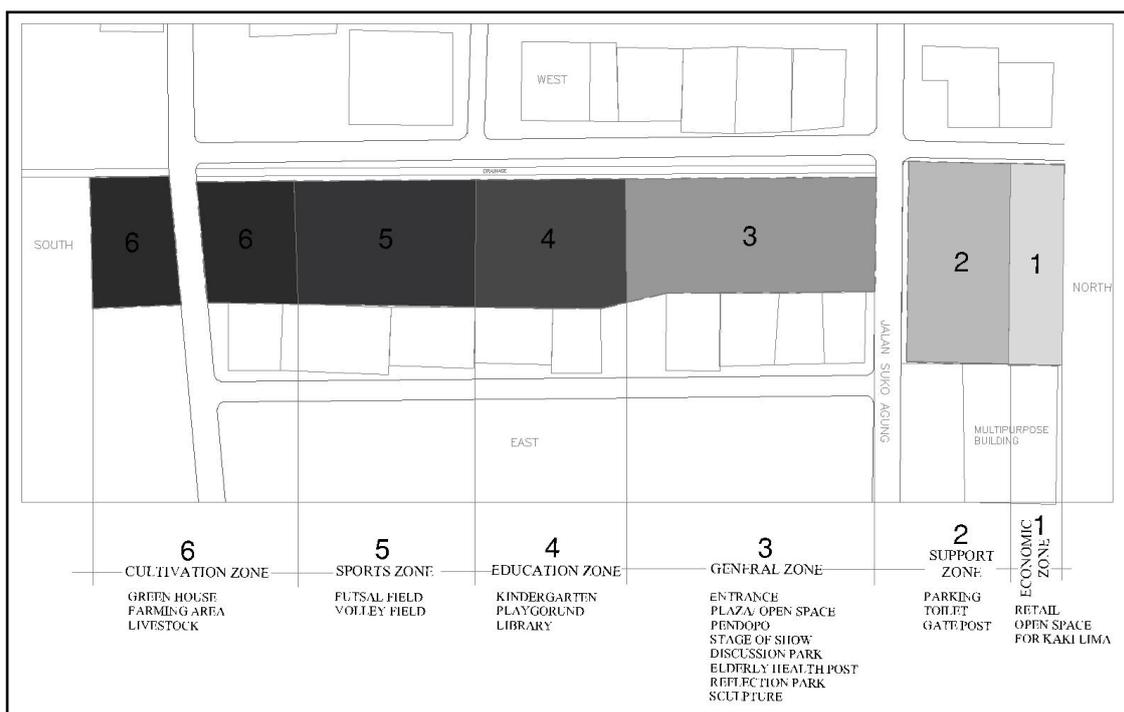 WEST
DRAINAGE
SOUTH
6
6
5
4
3
2
1
NORTH
JALAN SUKO AGUNG
EAST
MULTIPURPOSE
BUILDING
6
CULTIVATION ZONE
GREEN HOUSE
FARMING AREA
LIVESTOCK
5
SPORTS ZONE
FUTSAL FIELD
VOLLEY FIELD
4
EDUCATION ZONE
KINDERGARTEN
PLAYGORUND
LIBRARY
3
GENERAL ZONE
ENTRANCE
PLAZA/ OPEN SPACE
PENDOPO
STAGE OF SHOW
DISCUSSION PARK
ELDERLY HEALTH POST
REFLECTION PARK
SCULPTURE
2
SUPPORT
ZONE
PARKING
TOILET
GATE POST
1
ECONOMIC
ZONE
RETAIL
OPEN SPACE
FOR KAKI LIMA